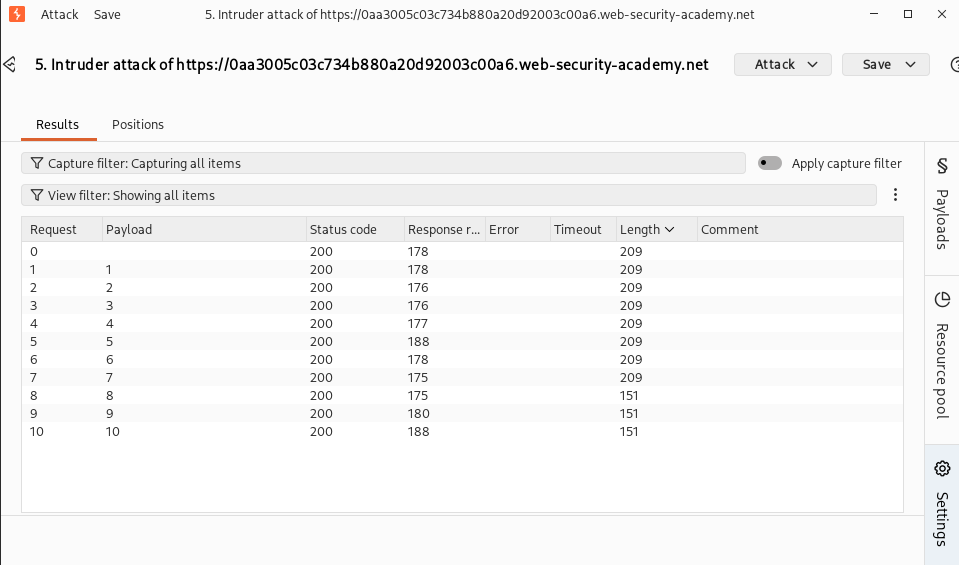 Attack Save 5. Intruder attack of https://0aa3005c03c734b880a20d92003c00a6.web-security-academy.net
5. Intruder attack of https://0aa3005c03c734b880a20d92003c00a6.web-security-academy.net Attack Save
Results Positions
Capture filter: Capturing all items Apply capture filter
View filter: Showing all items
Request Payload Status code Response r... Error Timeout Length Comment
0 200 178 209
1 1 200 178 209
2 2 200 176 209
3 3 200 176 209
4 4 200 177 209
5 5 200 188 209
6 6 200 178 209
7 7 200 175 209
8 8 200 175 151
9 9 200 180 151
10 10 200 188 151
Payloads
Resource pool
Settings